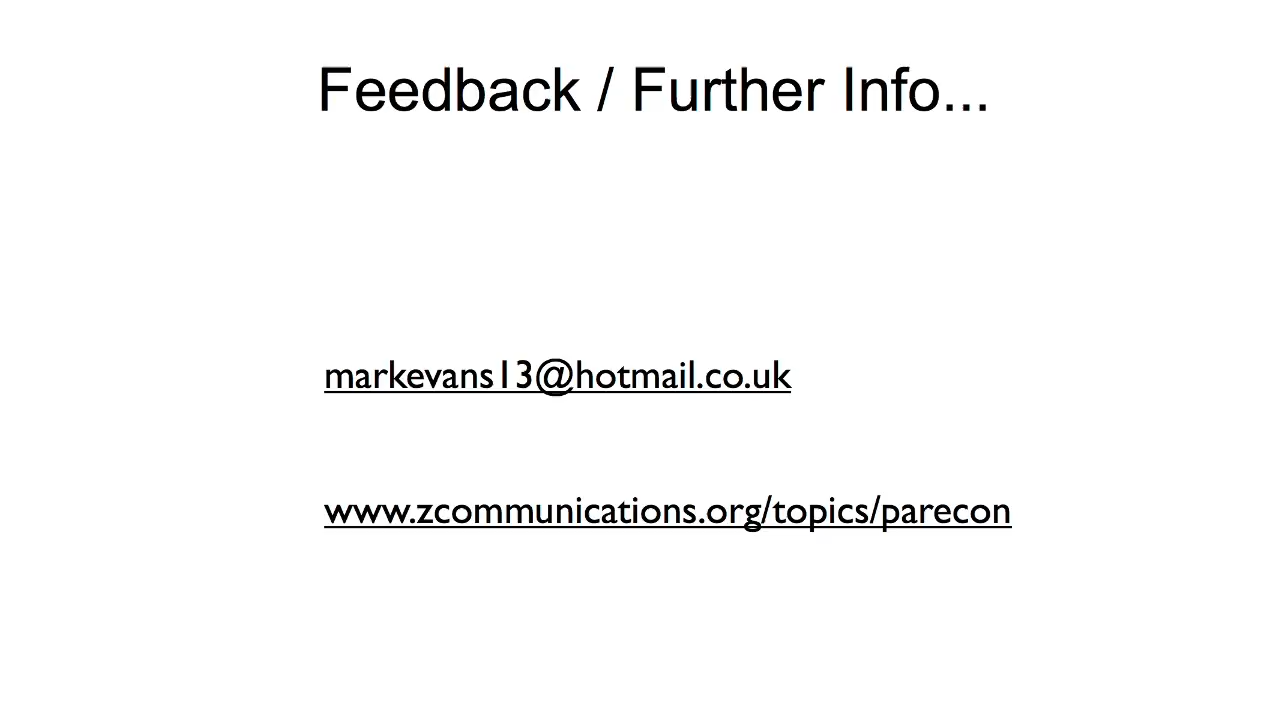 Feedback / Further Info...
markevans13@hotmail.co.uk
www.zcommunications.org/topics/parecon